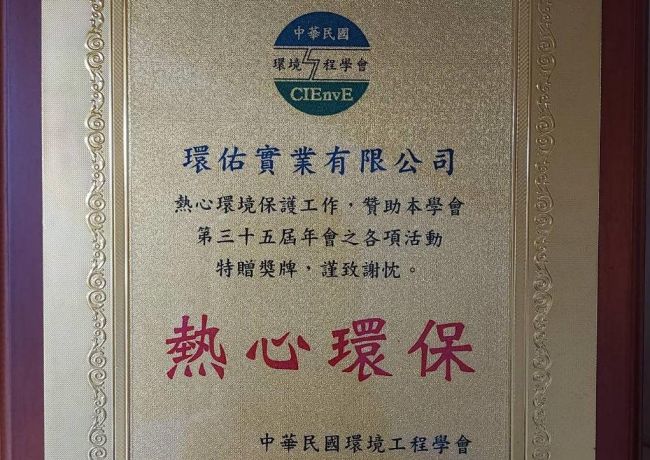 中華民國
環境工程學會
CIEnvE
環佑實業有限公司
熱心環境保護工作，贊助本學會
第三十五屆年會之各項活動
特贈獎牌，謹致謝忱。
熱心環保
中華民國環境工程學會